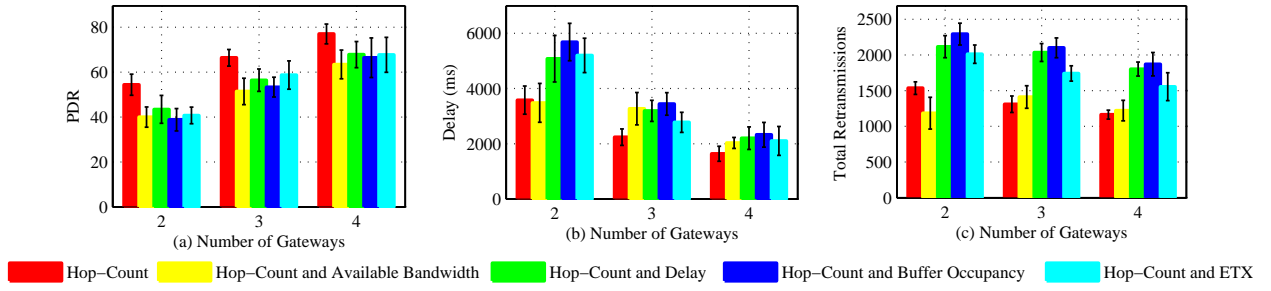 PDR
80
60
40
20
0
2
3
4
(a) Number of Gateways
Delay (ms)
6000
4000
2000
0
2
3
4
(b) Number of Gateways
Total Retransmissions
2500
2000
1500
1000
500
0
2
3
4
(c) Number of Gateways
Hop−Count
Hop−Count and Available Bandwidth
Hop−Count and Delay
Hop−Count and Buffer Occupancy
Hop−Count and ETX